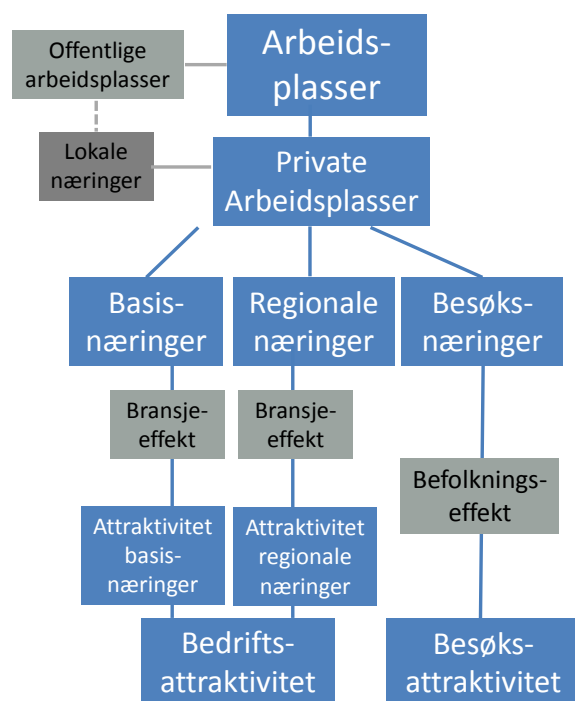 Arbeids-
plasser
Offentlige
arbeidsplasser
Lokale
næringer
Private
Arbeidsplasser
Basis-
næringer
Regionale
næringer
Besøks-
næringer
Bransje-
effekt
Bransje-
effekt
Befolknings-
effekt
Attraktivitet
basis-
næringer
Attraktivitet
regionale
næringer
Bedrifts-
attraktivitet
Besøks-
attraktivitet